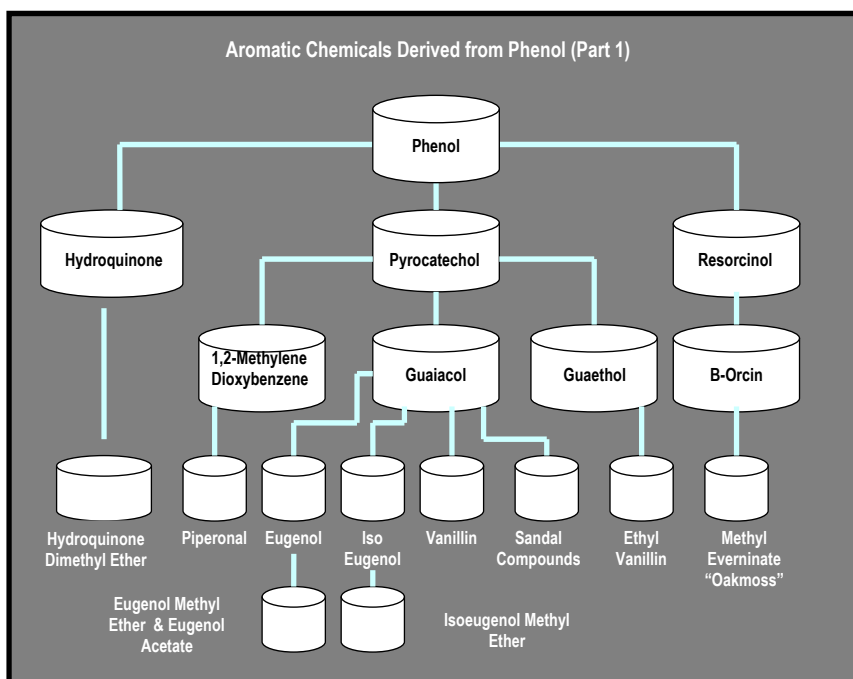 Aromatic Chemicals Derived from Phenol (Part 1)
Phenol
Hydroquinone
Pyrocatechol
Resorcinol
1,2-Methylene
Dioxybenzene
Guaiacol
Guaethol
B-Orcin
Hydroquinone
Dimethyl Ether
Piperonal
Eugenol
Iso
Eugenol
Vanillin
Sandal
Compounds
Ethyl
Vanillin
Methyl
Everninate
“Oakmoss”
Eugenol Methyl
Ether & Eugenol
Acetate
Isoeugenol Methyl
Ether